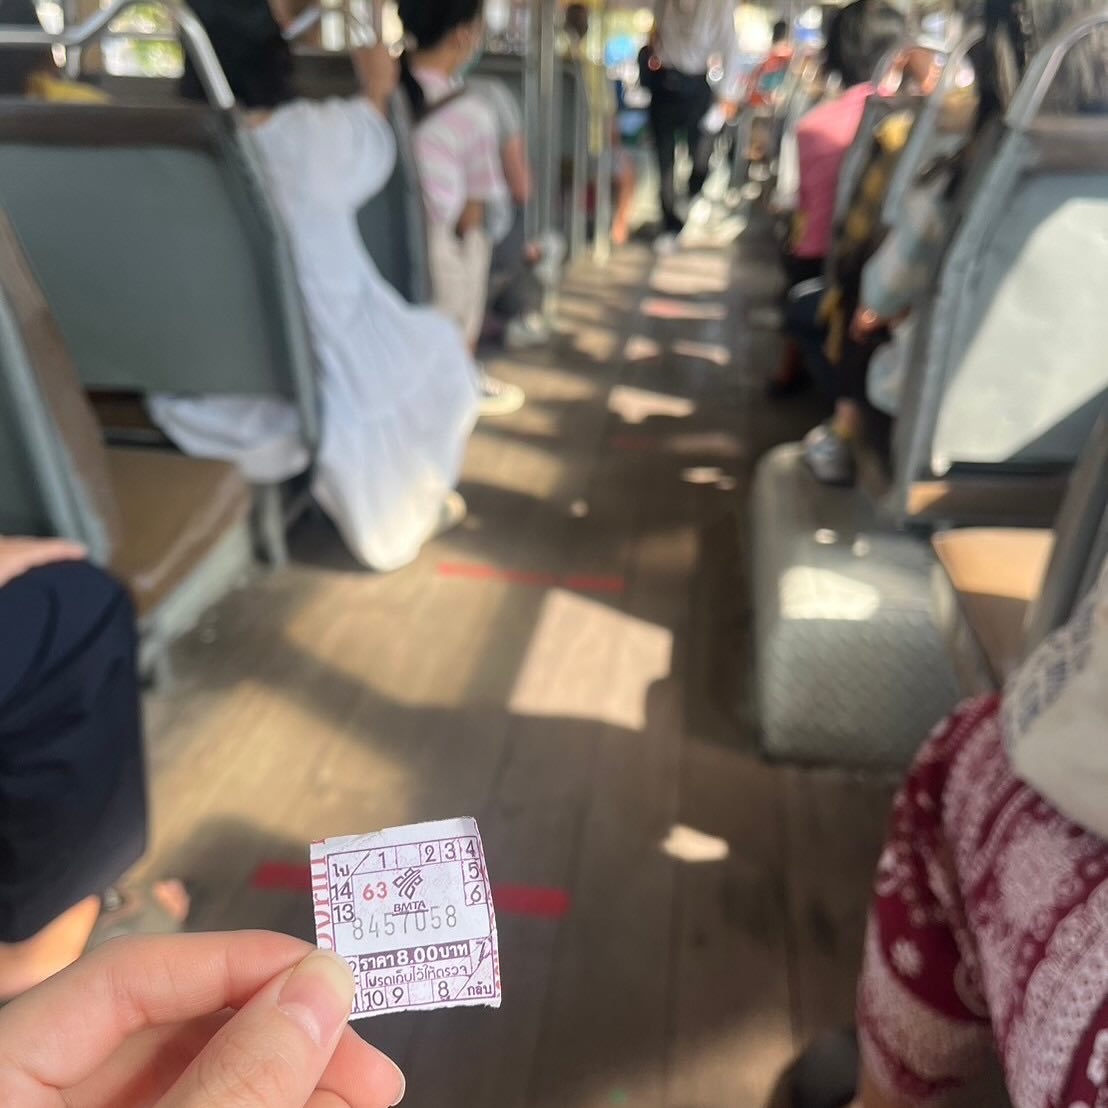 ไป 1 2 3 4
5
14 63 6
BMTA
13
8457058
ราคา 8.00 บาท 7
โปรดเก็บไว้ให้ตรวจ
10 9 8 กลับ